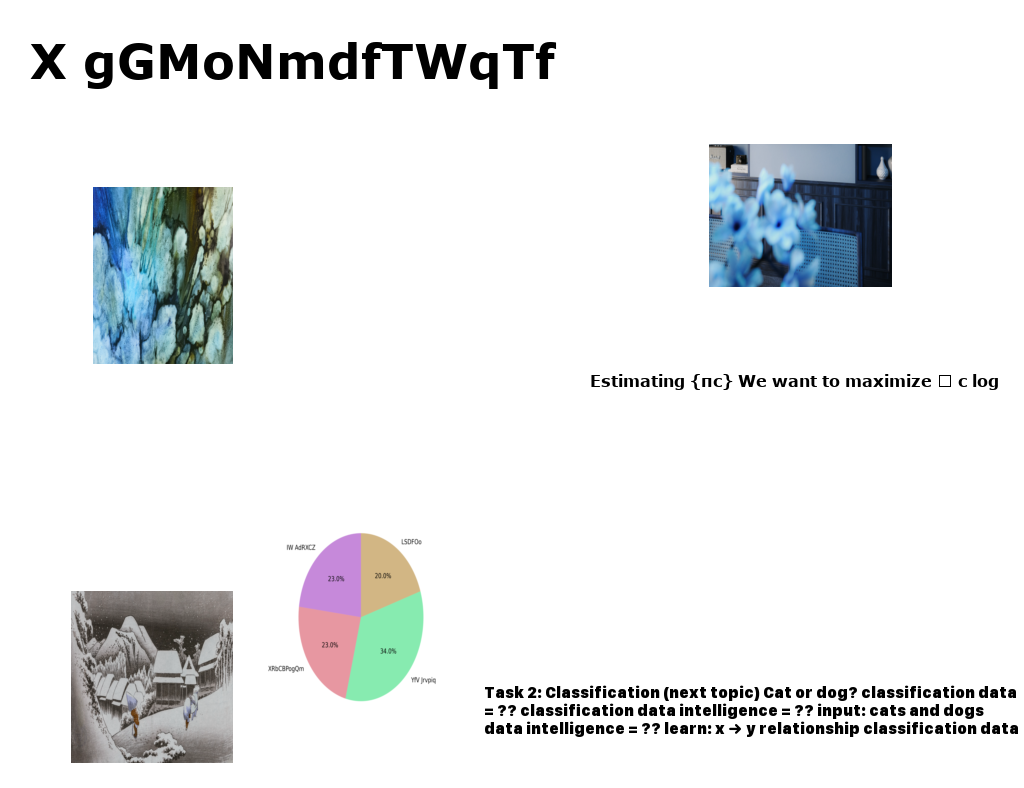 X gGMoNmdfTWqTf
Estimating {πc} We want to maximize □ c log
IW AdRXCZ
LSDFOo
23.0%
20.0%
23.0%
34.0%
XRbCBPogQm
YfV Jrvpiq
Task 2: Classification (next topic) Cat or dog? classification data
= ?? classification data intelligence = ?? input: cats and dogs
data intelligence = ?? learn: x → y relationship classification data